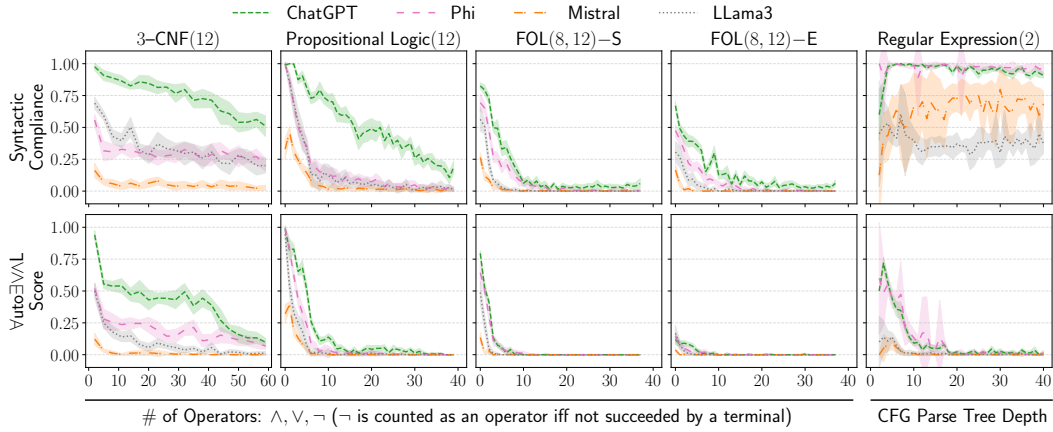 ChatGPT Phi Mistral LLama3
3–CNF(12) Propositional Logic(12) FOL(8, 12)−S FOL(8, 12)−E Regular Expression(2)
Syntactic
Compliance
1.00
0.75
0.50
0.25
0.00
∀uto∃∨∧L
Score
1.00
0.75
0.50
0.25
0.00
0 10 20 30 40 50 60 0 10 20 30 40 0 10 20 30 40 0 10 20 30 40 0 10 20 30 40
# of Operators: ∧, ∨, ¬ (¬ is counted as an operator iff not succeeded by a terminal) CFG Parse Tree Depth